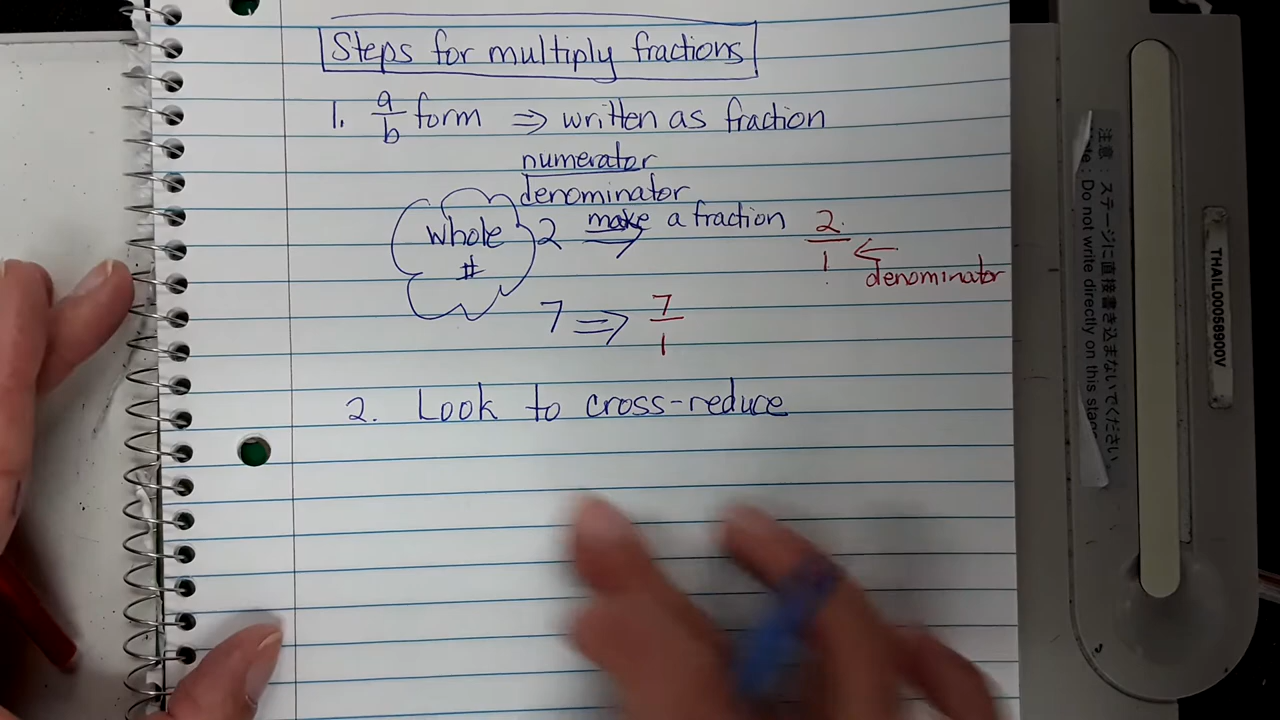 Steps for multiply fractions
1. a/b form ⇒ written as fraction
numerator
denominator
whole # 2 make a fraction 2/1 ← denominator
7 ⇒ 7/1
2. Look to cross-reduce
注意:ステージに直接書き込まないでください。
Do not write directly on this stage
THAIL00058900V